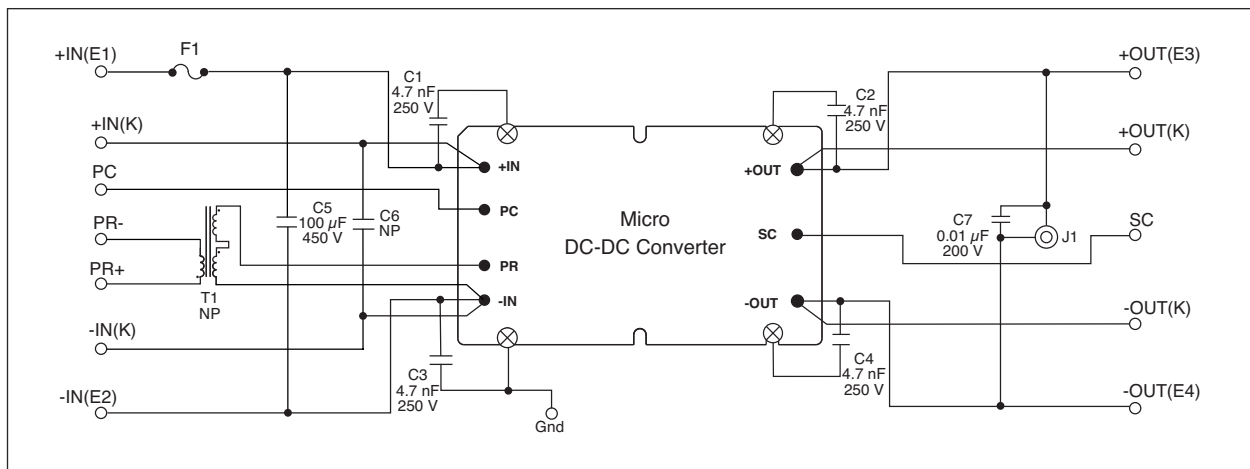 +IN(E1)
F1
+IN(K)
PC
PR-
PR+
T1
NP
-IN(K)
-IN(E2)
C5
100 µF
450 V
C6
NP
C1
4.7 nF
250 V
C3
4.7 nF
250 V
Gnd
+IN
PC
PR
-IN
Micro
DC-DC Converter
+OUT
SC
-OUT
C2
4.7 nF
250 V
C4
4.7 nF
250 V
C7
0.01 µF
200 V
J1
+OUT(E3)
+OUT(K)
SC
-OUT(K)
-OUT(E4)